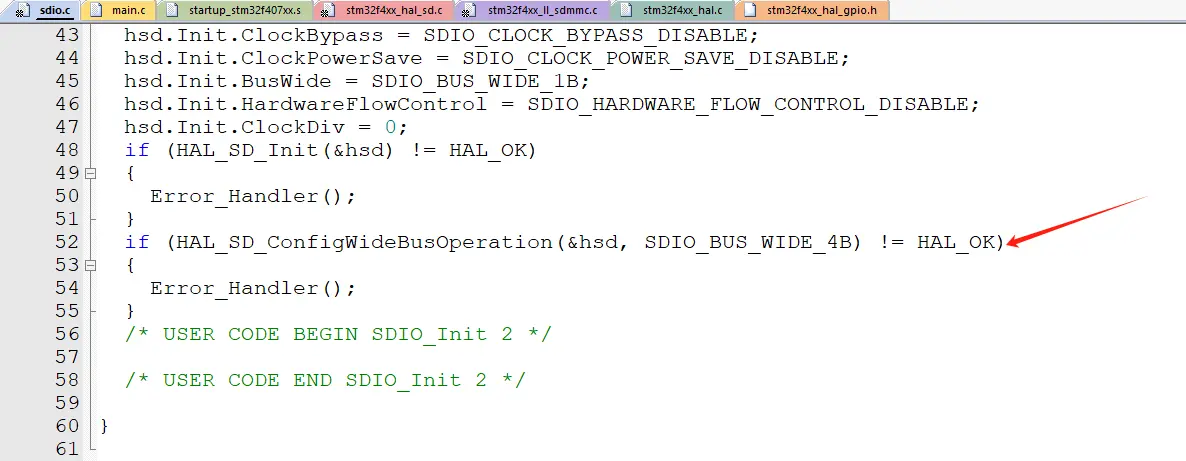 sdio.c main.c startup_stm32f407xx.s stm32f4xx_hal_sd.c stm32f4xx_ll_sdmmc.c stm32f4xx_hal.c stm32f4xx_hal_gpio.h
43 hsd.Init.ClockBypass = SDIO_CLOCK_BYPASS_DISABLE;
44 hsd.Init.ClockPowerSave = SDIO_CLOCK_POWER_SAVE_DISABLE;
45 hsd.Init.BusWide = SDIO_BUS_WIDE_1B;
46 hsd.Init.HardwareFlowControl = SDIO_HARDWARE_FLOW_CONTROL_DISABLE;
47 hsd.Init.ClockDiv = 0;
48 if (HAL_SD_Init(&hsd) != HAL_OK)
49 {
50 Error_Handler();
51 }
52 if (HAL_SD_ConfigWideBusOperation(&hsd, SDIO_BUS_WIDE_4B) != HAL_OK)
53 {
54 Error_Handler();
55 }
56 /* USER CODE BEGIN SDIO_Init 2 */
57
58 /* USER CODE END SDIO_Init 2 */
59
60 }
61